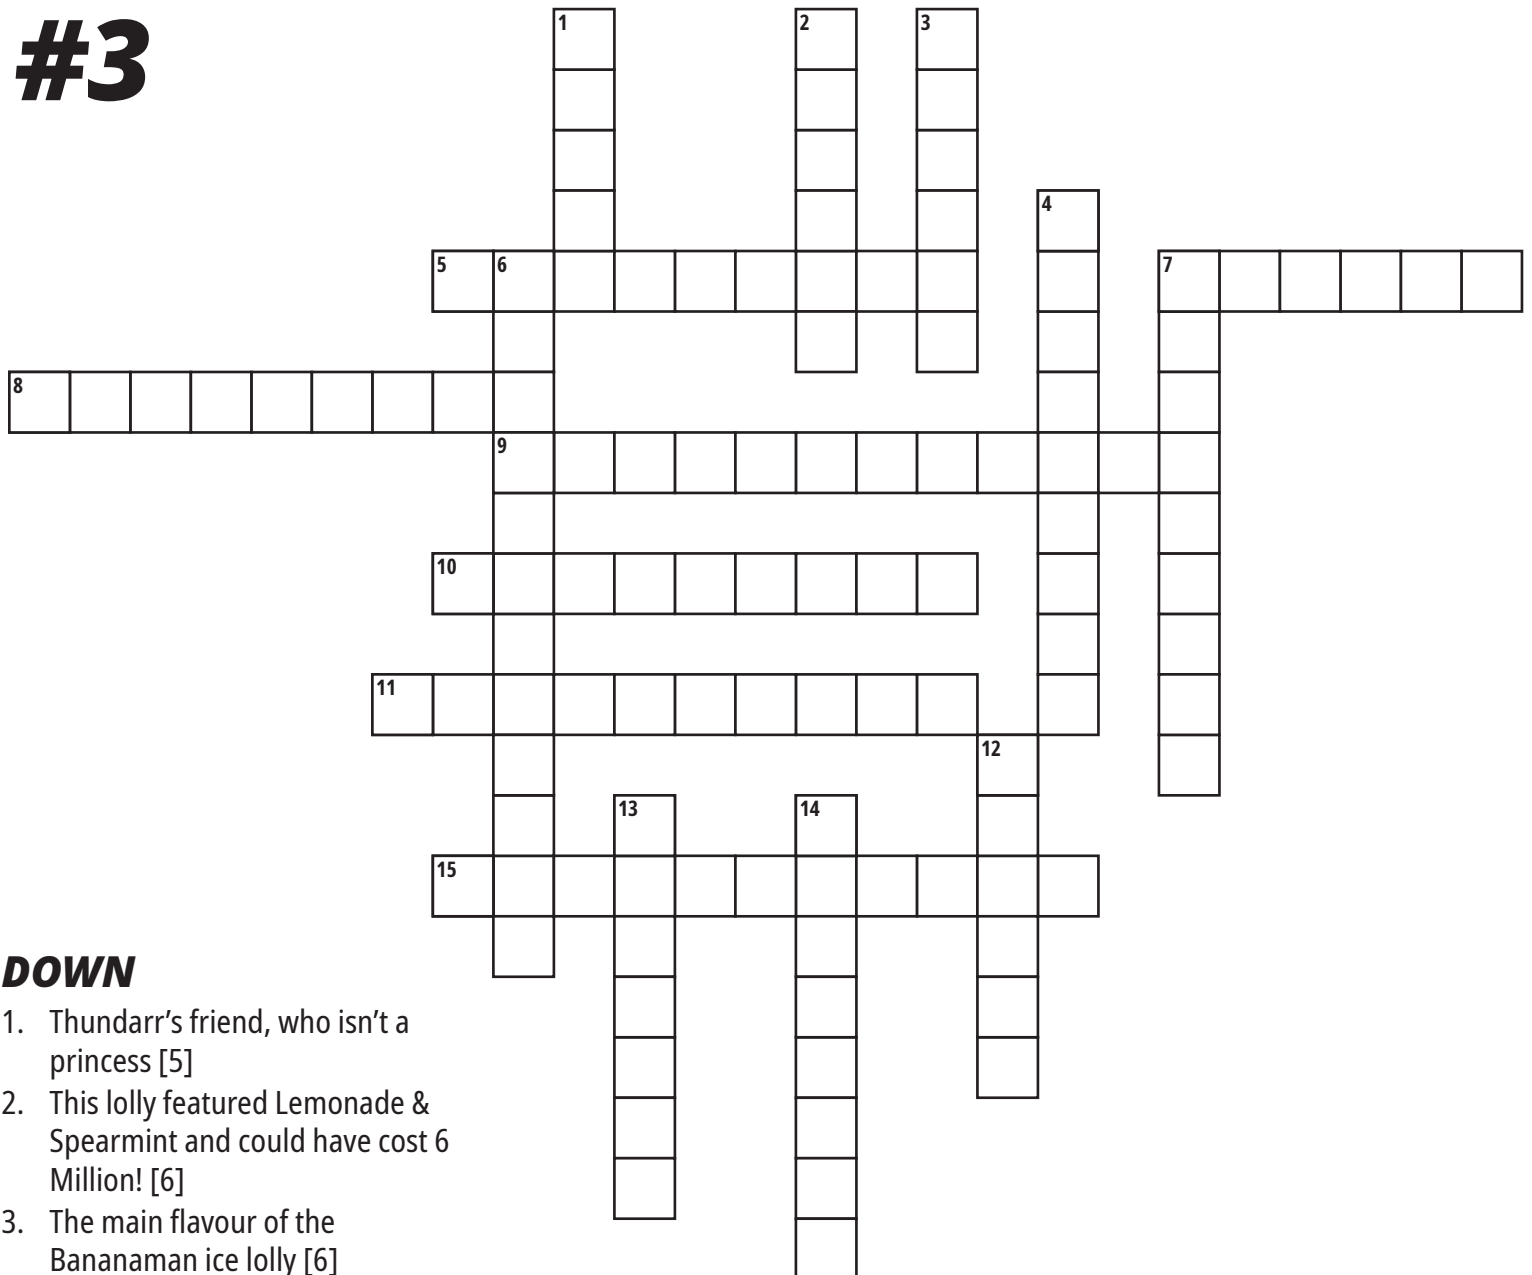 #3
1 2 3
4
5 6 7
8
9
10
11
12
13 14
15
DOWN
1. Thundarr’s friend, who isn’t a
princess [5]
2. This lolly featured Lemonade &
Spearmint and could have cost 6
Million! [6]
3. The main flavour of the
Bananaman ice lolly [6]